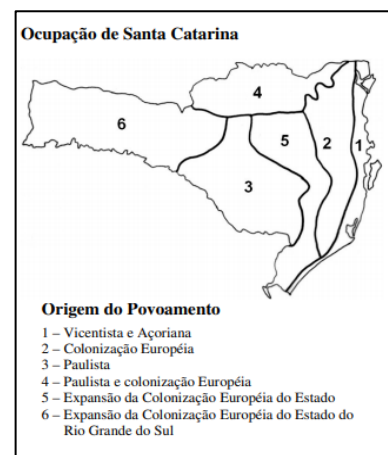 Ocupação de Santa Catarina
4
6
5
2
1
3
Origem do Povoamento
1 – Vicentista e Açoriana
2 – Colonização Européia
3 – Paulista
4 – Paulista e colonização Européia
5 – Expansão da Colonização Européia do Estado
6 – Expansão da Colonização Européia do Estado do
Rio Grande do Sul